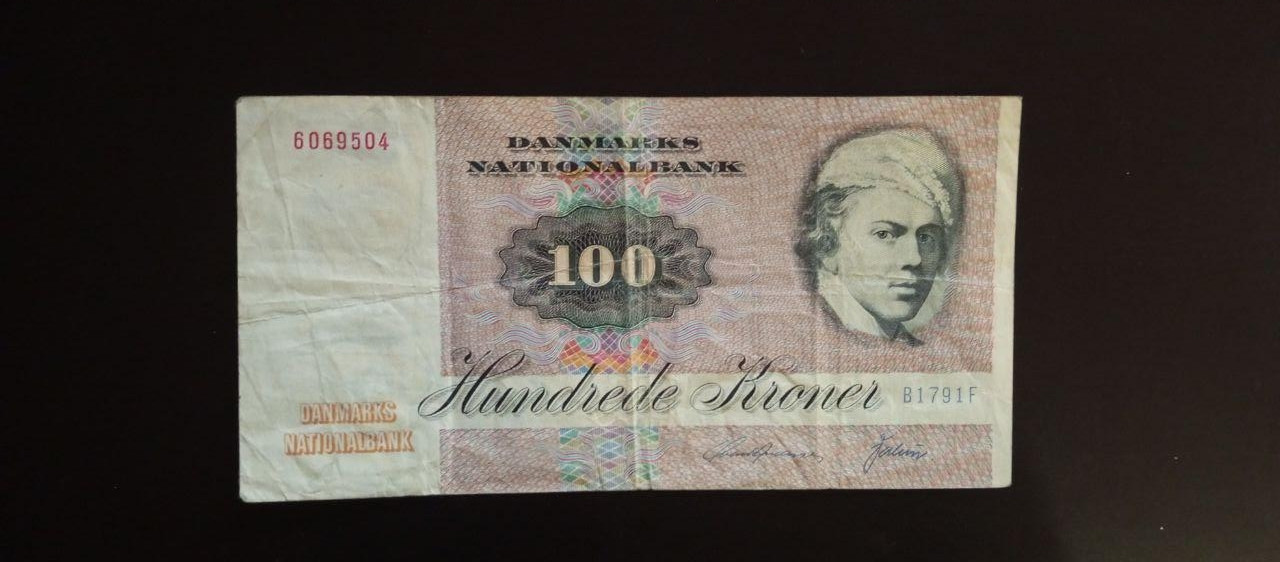 6069504
DANMARKS
NATIONALBANK
100
Hundrede Kroner
B1791F
DANMARKS
NATIONALBANK